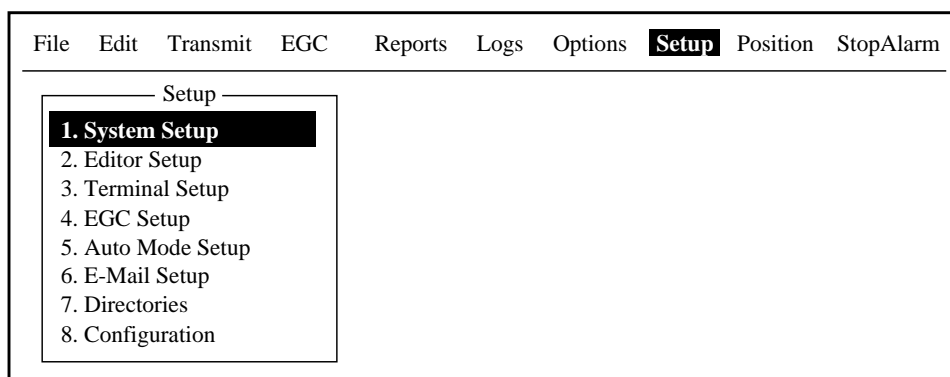 File Edit Transmit EGC Reports Logs Options Setup Position StopAlarm
Setup
1. System Setup
2. Editor Setup
3. Terminal Setup
4. EGC Setup
5. Auto Mode Setup
6. E-Mail Setup
7. Directories
8. Configuration